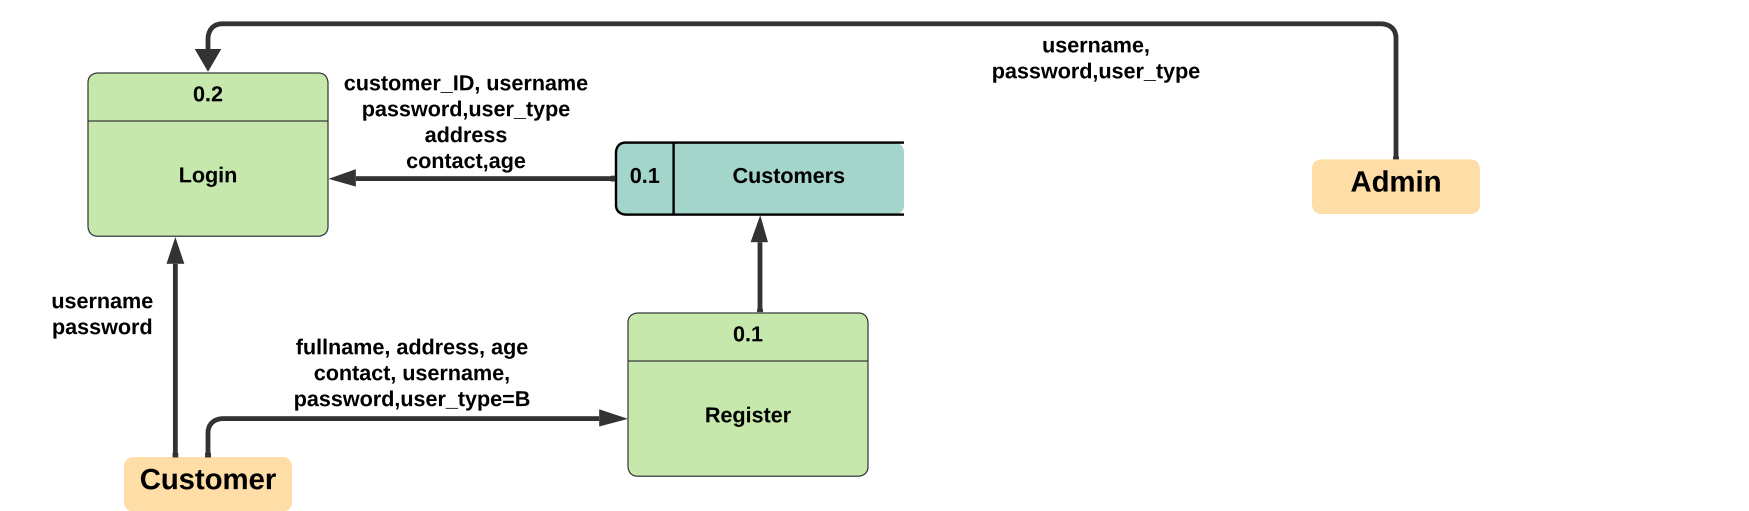 username,
password,user_type
0.2
Login
customer_ID, username
password,user_type
address
contact,age
0.1
Customers
Admin
username
password
fullname, address, age
contact, username,
password,user_type=B
0.1
Register
Customer